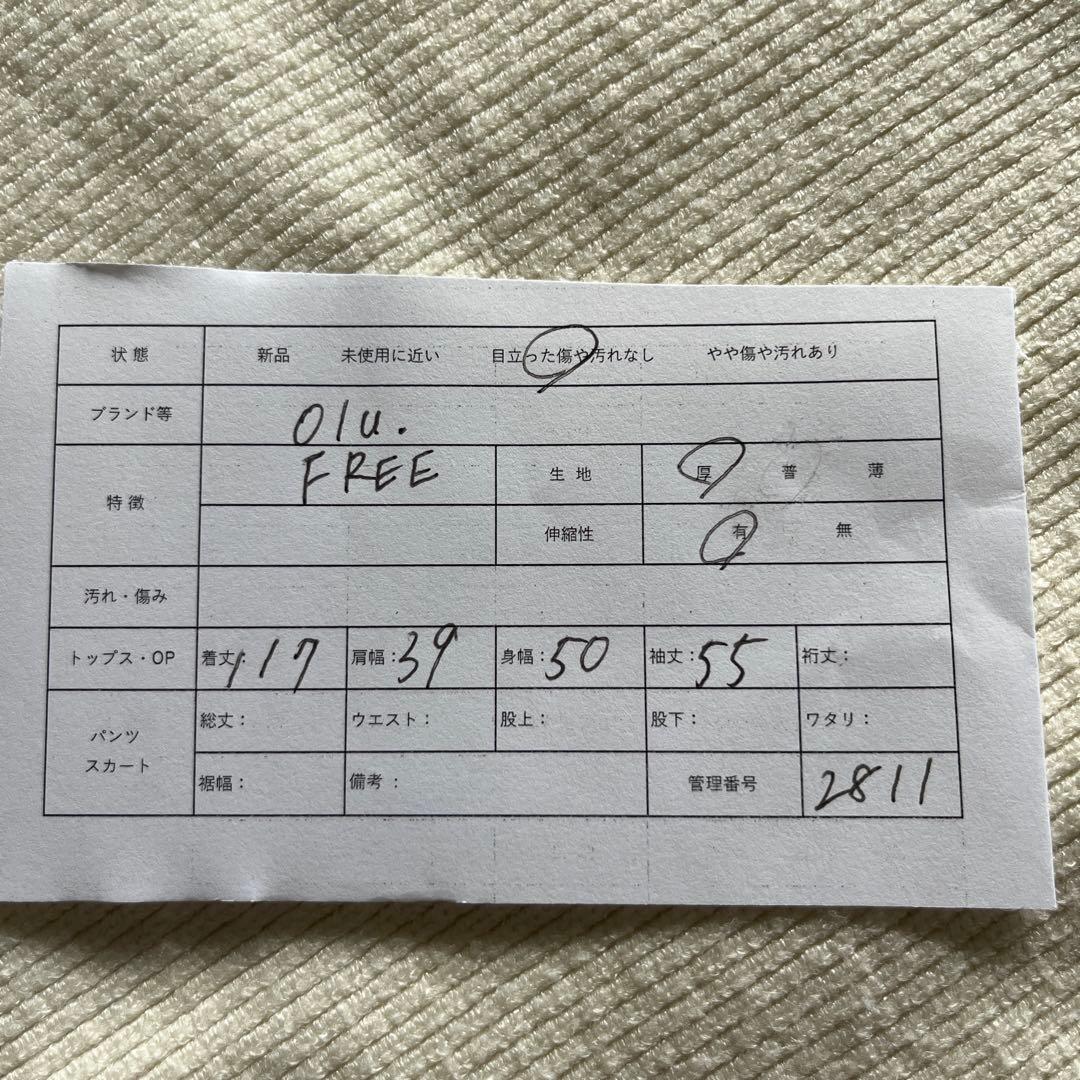 状態 新品 未使用に近い 目立った傷や汚れなし やや傷や汚れあり
ブランド等 olu.
特徴 FREE 生地 厚 普 薄
伸縮性 有 無
汚れ・傷み
トップス・OP 着丈:117 肩幅:39 身幅:50 袖丈:55 裄丈:
パンツ スカート 総丈: ウエスト: 股上: 股下: ワタリ:
裾幅: 備考: 管理番号 2811